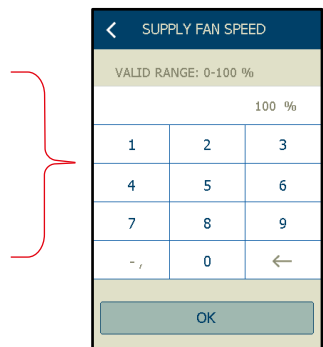 SUPPLY FAN SPEED
VALID RANGE: 0-100 %
100 %
1 2 3
4 5 6
7 8 9
- , 0 ←
OK